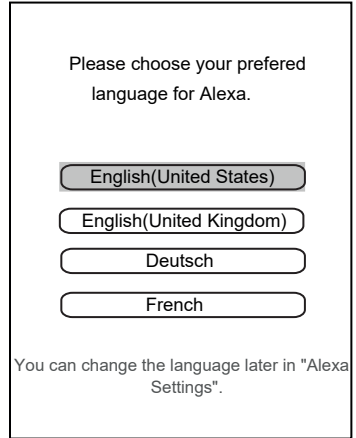 Please choose your prefered
language for Alexa.
English(United States)
English(United Kingdom)
Deutsch
French
You can change the language later in "Alexa
Settings".